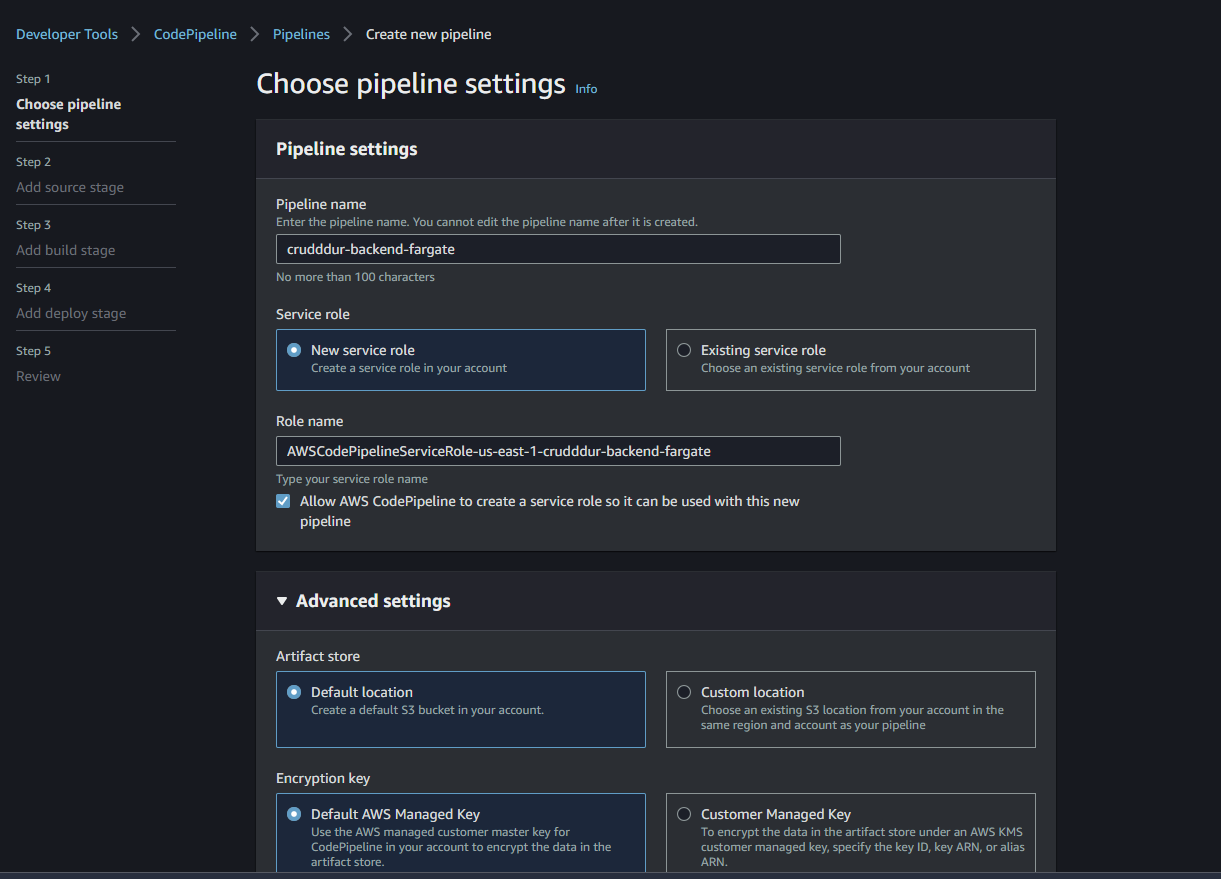 Developer Tools > CodePipeline > Pipelines > Create new pipeline
Step 1
Choose pipeline
settings
Step 2
Add source stage
Step 3
Add build stage
Step 4
Add deploy stage
Step 5
Review
Choose pipeline settings Info
Pipeline settings
Pipeline name
Enter the pipeline name. You cannot edit the pipeline name after it is created.
crudddur-backend-fargate
No more than 100 characters
Service role
New service role
Create a service role in your account
Existing service role
Choose an existing service role from your account
Role name
AWSCodePipelineServiceRole-us-east-1-crudddur-backend-fargate
Type your service role name
Allow AWS CodePipeline to create a service role so it can be used with this new
pipeline
Advanced settings
Artifact store
Default location
Create a default S3 bucket in your account.
Custom location
Choose an existing S3 location from your account in the
same region and account as your pipeline
Encryption key
Default AWS Managed Key
Use the AWS managed customer master key for
CodePipeline in your account to encrypt the data in the
artifact store.
Customer Managed Key
To encrypt the data in the artifact store under an AWS KMS
customer managed key, specify the key ID, key ARN, or alias
ARN.